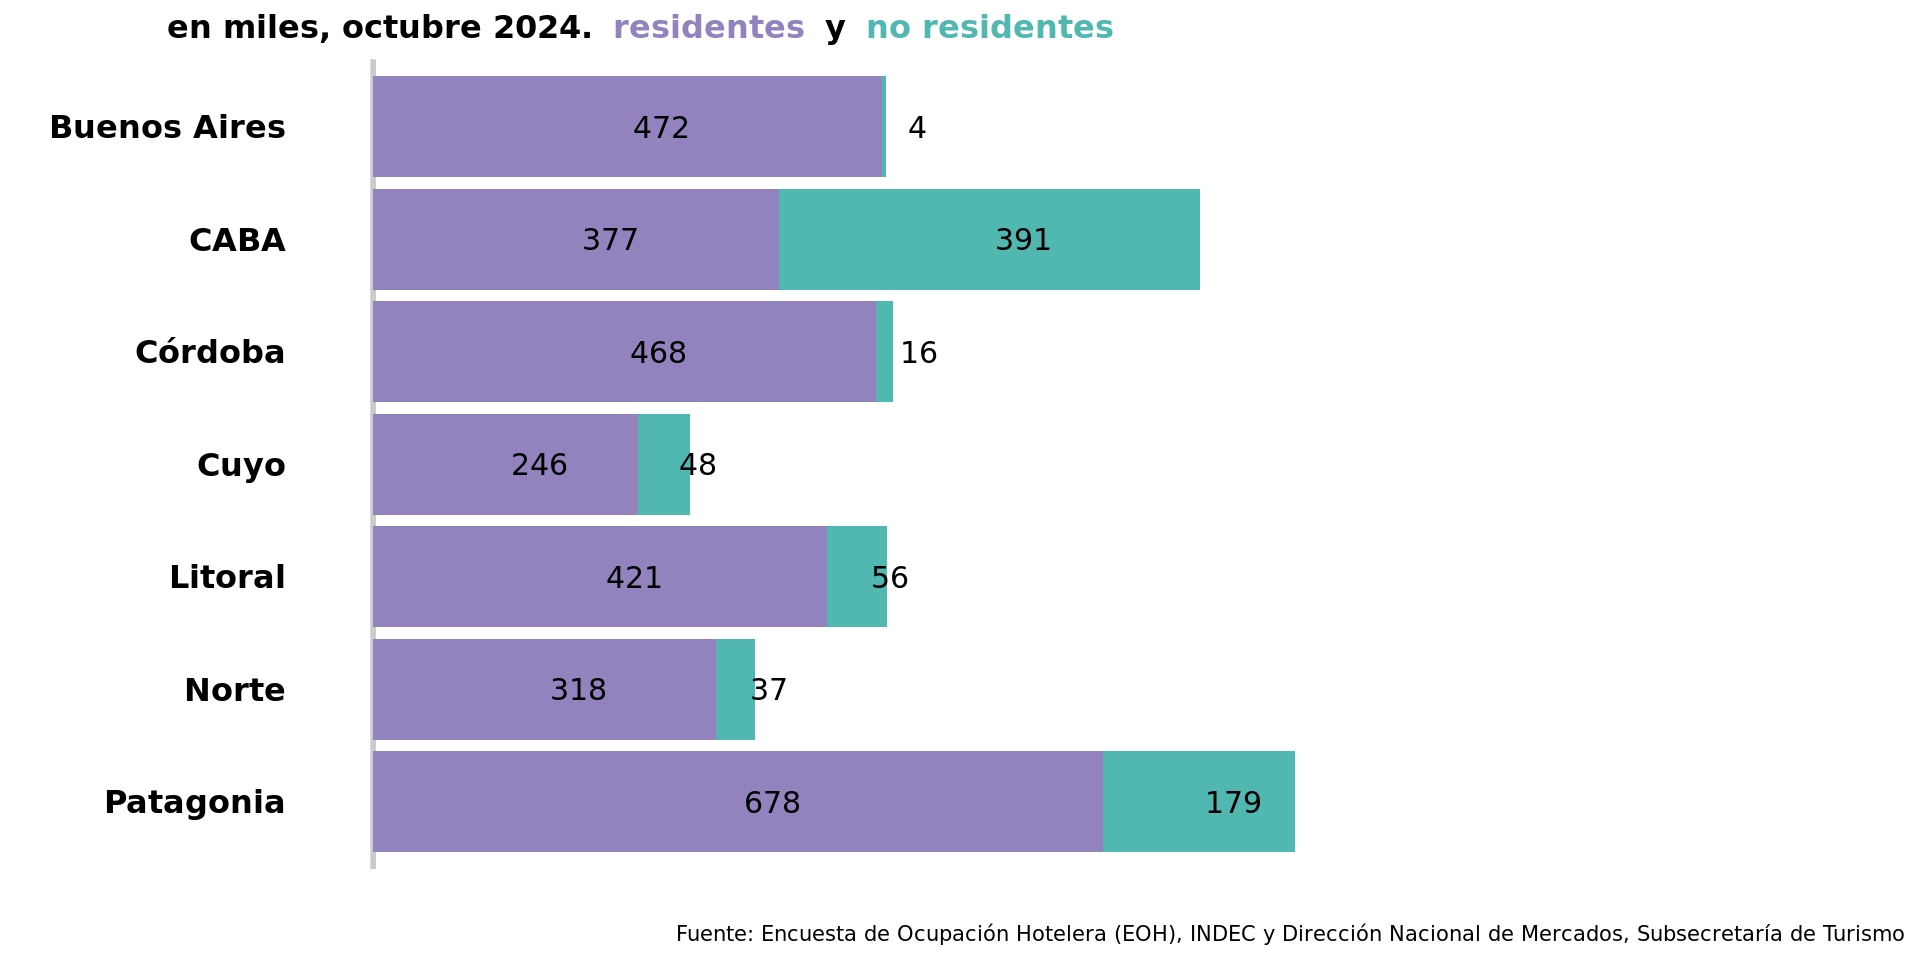 en miles, octubre 2024. residentes y no residentes
Buenos Aires 472 4
CABA 377 391
Córdoba 468 16
Cuyo 246 48
Litoral 421 56
Norte 318 37
Patagonia 678 179
Fuente: Encuesta de Ocupación Hotelera (EOH), INDEC y Dirección Nacional de Mercados, Subsecretaría de Turismo